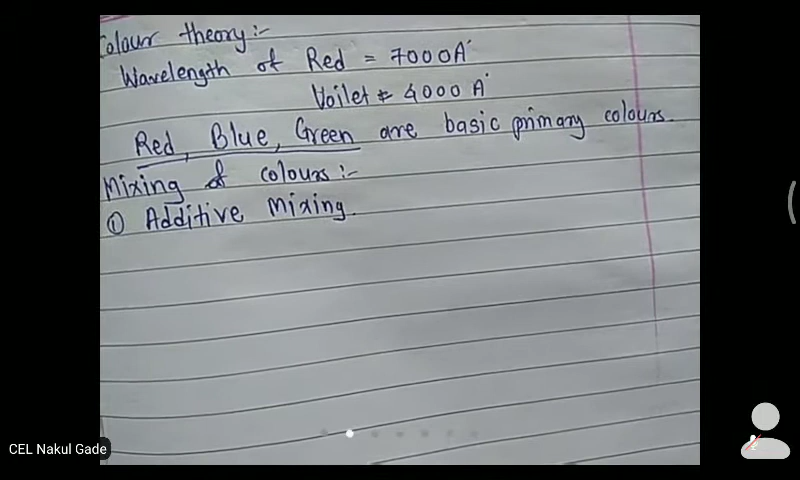 Colour theory:-
Wavelength of Red = 7000A°
Voilet = 4000 A°
Red, Blue, Green are basic primary colours.
Mixing of colours:-
① Additive Mixing.
CEL Nakul Gade